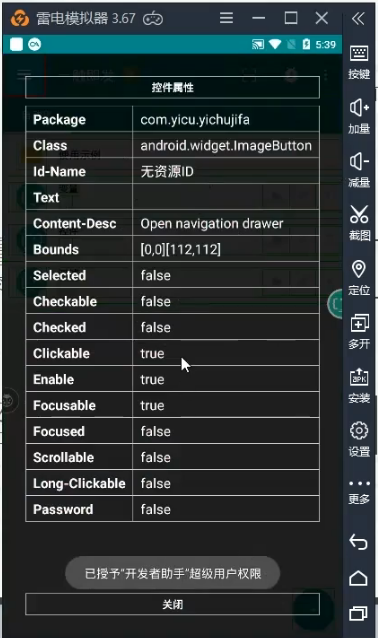 雷电模拟器 3.67
5:39
控件属性
Package com.yicu.yichujifa
Class android.widget.ImageButton
Id-Name 无资源ID
Text
Content-Desc Open navigation drawer
Bounds [0,0][112,112]
Selected false
Checkable false
Checked false
Clickable true
Enable true
Focusable true
Focused false
Scrollable false
Long-Clickable false
Password false
已授予"开发者助手"超级用户权限
关闭
按键
加量
减量
截图
定位
多开
APK
安装
设置
更多